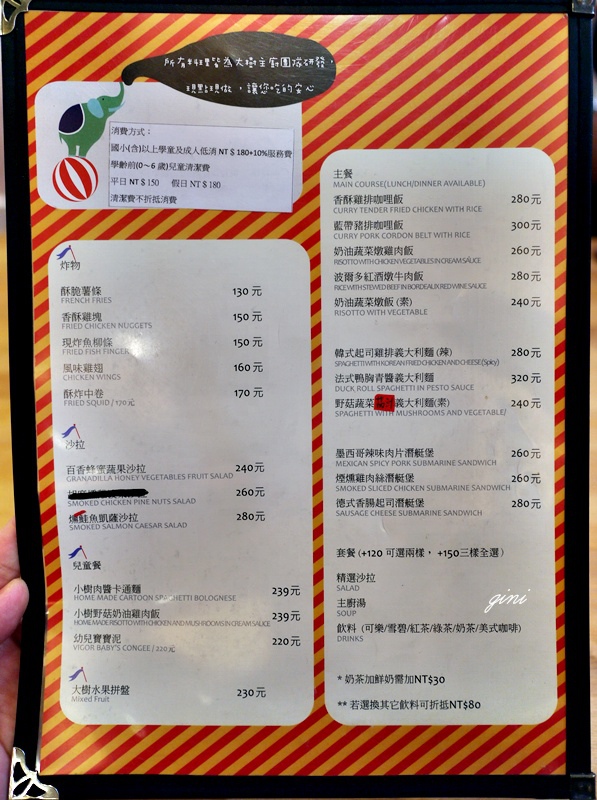 所有料理皆為大樹主廚團隊研發，
現點現做，讓您吃的安心
消費方式：
國小(含)以上學童及成人低消 NT$180+10%服務費
學齡前(0～6 歲)兒童清潔費
平日 NT$150 假日 NT$180
清潔費不折抵消費
炸物
酥脆薯條 130元
FRENCH FRIES
香酥雞塊 150元
FRIED CHICKEN NUGGETS
現炸魚柳條 150元
FRIED FISH FINGER
風味雞翅 160元
CHICKEN WINGS
酥炸中卷 170元
FRIED SQUID / 170元
沙拉
百香蜂蜜蔬果沙拉 240元
GRANADILLA HONEY VEGETABLES FRUIT SALAD
260元
SMOKED CHICKEN PINE NUTS SALAD
燻鮭魚凱薩沙拉 280元
SMOKED SALMON CAESAR SALAD
兒童餐
小樹肉醬卡通麵 239元
HOME MADE CARTOON SPAGHETTI BOLOGNESE
小樹野菇奶油雞肉飯 239元
HOME MADE RISOTTO WITH CHICKEN AND MUSHROOMS IN CREAM SAUCE
幼兒寶寶泥 220元
VIGOR BABY'S CONGEE / 220元
大樹水果拼盤 230元
Mixed Fruit
主餐
MAIN COURSE(LUNCH/DINNER AVAILABLE)
香酥雞排咖哩飯 280元
CURRY TENDER FRIED CHICKEN WITH RICE
藍帶豬排咖哩飯 300元
CURRY PORK CORDON BELT WITH RICE
奶油蔬菜燉雞肉飯 260元
RISOTTO WITH CHICKEN VEGETABLES IN CREAM SAUCE
波爾多紅酒燉牛肉飯 280元
RICE WITH STEWED BEEF IN BORDEAUX RED WINE SAUCE
奶油蔬菜燉飯(素) 240元
RISOTTO WITH VEGETABLE
韓式起司雞排義大利麵(辣) 280元
SPAGHETTI WITH KOREAN FRIED CHICKEN AND CHEESE(Spicy)
法式鴨胸青醬義大利麵 320元
DUCK ROLL SPAGHETTI IN PESTO SAUCE
野菇蔬菜義大利麵(素) 240元
SPAGHETTI WITH MUSHROOMS AND VEGETABLE/
墨西哥辣味肉片潛艇堡 260元
MEXICAN SPICY PORK SUBMARINE SANDWICH
煙燻雞肉絲潛艇堡 260元
SMOKED SLICED CHICKEN SUBMARINE SANDWICH
德式香腸起司潛艇堡 280元
SAUSAGE CHEESE SUBMARINE SANDWICH
套餐(+120 可選兩樣，+150三樣全選)
精選沙拉
SALAD
主廚湯
SOUP
飲料 (可樂/雪碧/紅茶/綠茶/奶茶/美式咖啡)
DRINKS
* 奶茶加鮮奶需加NT$30
** 若選換其它飲料可折抵NT$80
gini